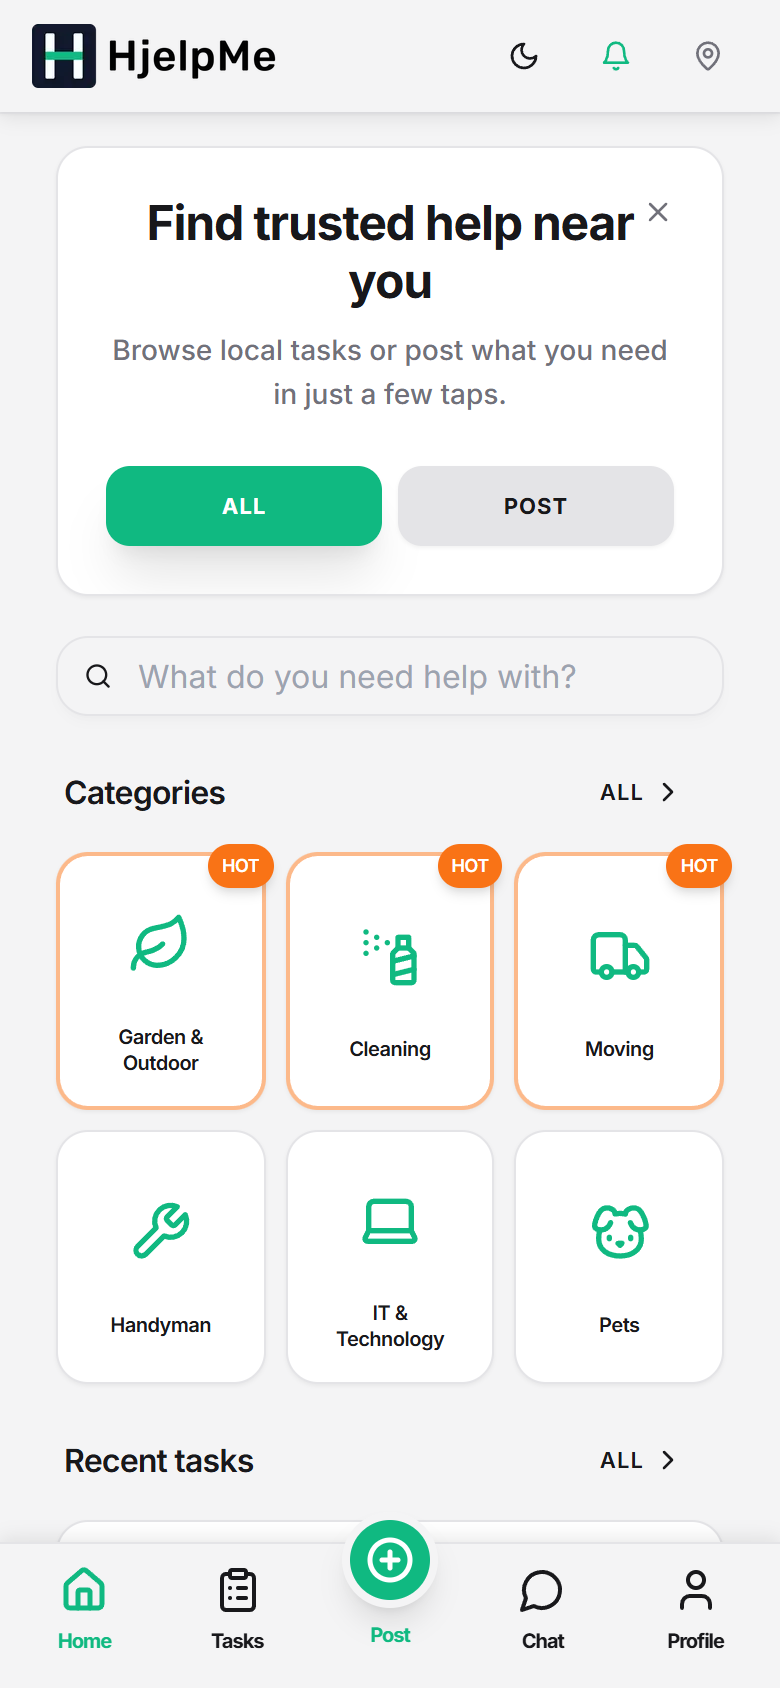 HjelpMe
Find trusted help near
you
Browse local tasks or post what you need
in just a few taps.
ALL
POST
What do you need help with?
Categories
ALL
HOT
HOT
HOT
Garden &
Outdoor
Cleaning
Moving
Handyman
IT &
Technology
Pets
Recent tasks
ALL
Home
Tasks
Post
Chat
Profile